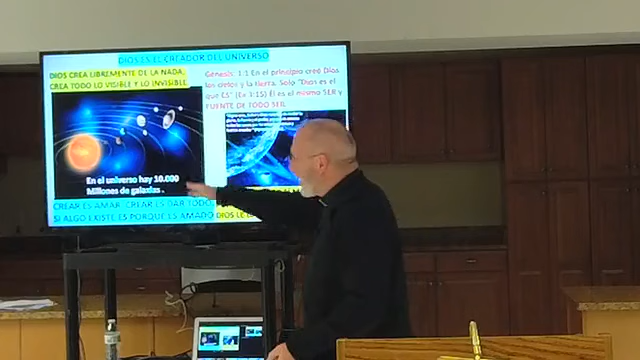 DIOS ES EL CREADOR DEL UNIVERSO
DIOS CREA LIBREMENTE DE LA NADA,
CREA TODO LO VISIBLE Y LO INVISIBLE
Génesis: 1:1 En el principio creó Dios
los cielos y la tierra. Solo "Dios es el
que ES" (Ex 3:15) Él es el mismo SER y
FUENTE DE TODO SER.
En el universo hay 10.000
Millones de galaxias .
CREAR ES AMAR. CREAR ES DAR TODO
SI ALGO EXISTE, ES PORQUE ES AMADO DIOS LE